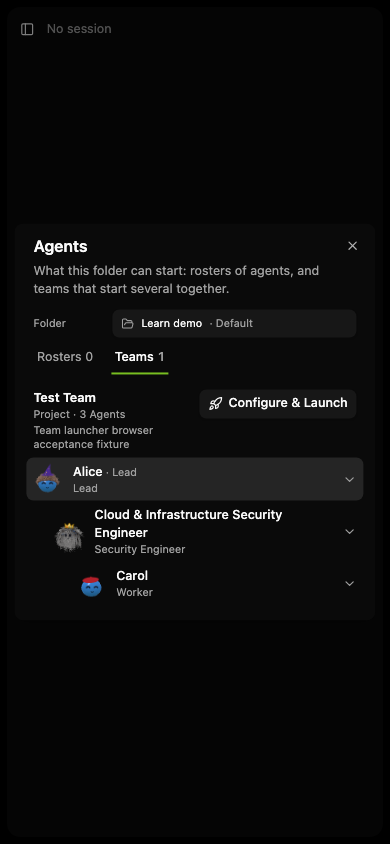 No session
Agents
What this folder can start: rosters of agents, and
teams that start several together.
Folder
Learn demo · Default
Rosters 0
Teams 1
Test Team
Project · 3 Agents
Team launcher browser
acceptance fixture
Configure & Launch
Alice · Lead
Lead
Cloud & Infrastructure Security
Engineer
Security Engineer
Carol
Worker